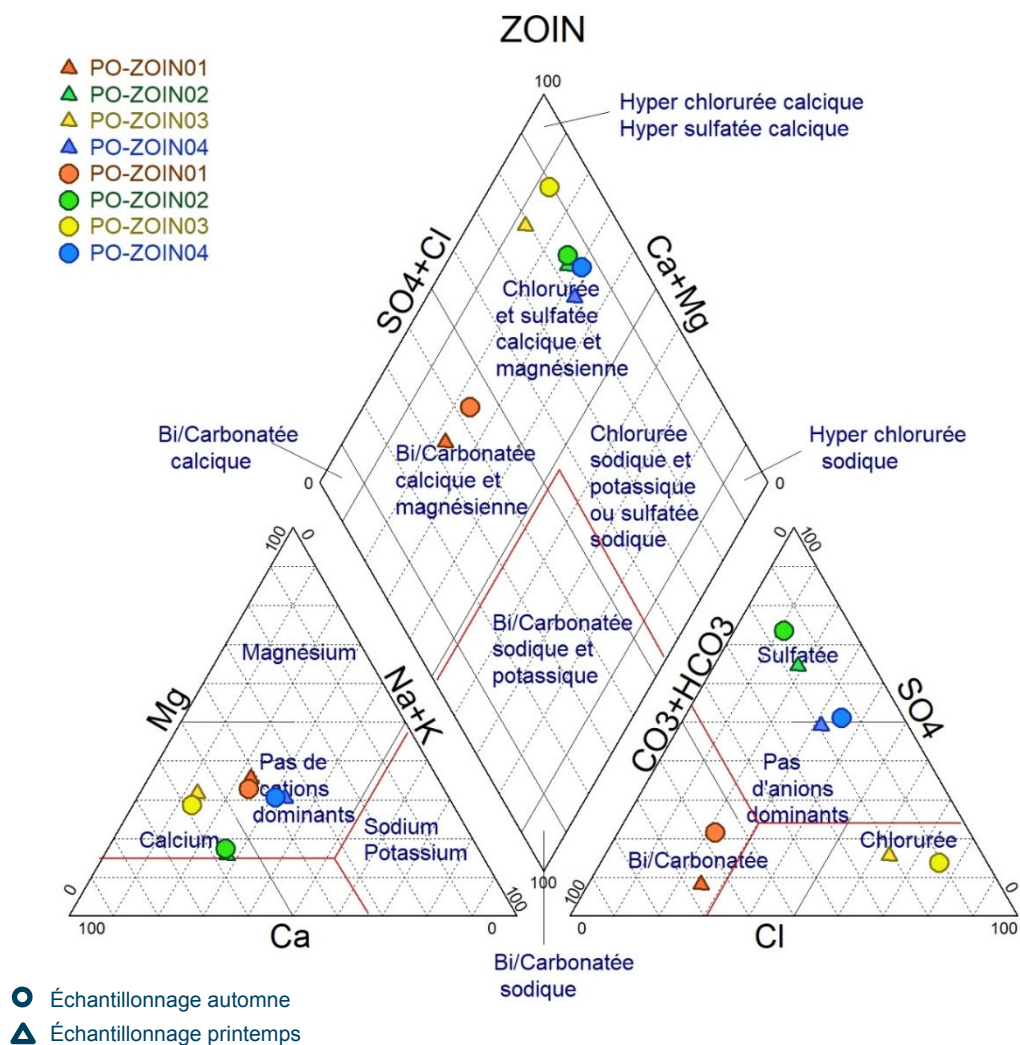 ZOIN
PO-ZOIN01
PO-ZOIN02
PO-ZOIN03
PO-ZOIN04
PO-ZOIN01
PO-ZOIN02
PO-ZOIN03
PO-ZOIN04
100
Hyper chlorurée calcique
Hyper sulfatée calcique
SO4+Cl
Ca+Mg
Chlorurée
et sulfatée
calcique et
magnésienne
Bi/Carbonatée
calcique
Bi/Carbonatée
calcique et
magnésienne
Chlorurée
sodique et
potassique
ou sulfatée
sodique
Hyper chlorurée
sodique
0
0
Bi/Carbonatée
sodique et
potassique
100
Bi/Carbonatée
sodique
100
0
Magnésium
Mg
Na+K
Pas de
cations
dominants
Calcium
Sodium
Potassium
0
100
100
Ca
0
0
100
CO3+HCO3
SO4
Sulfatée
Pas
d'anions
dominants
Bi/Carbonatée
Chlorurée
100
0
0
Cl
100
Échantillonnage automne
Échantillonnage printemps